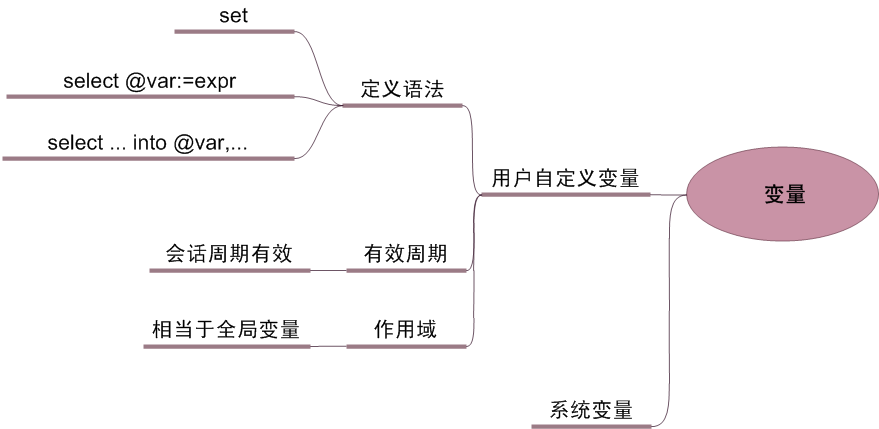 set
select @var:=expr
定义语法
select ... into @var,...
用户自定义变量
变量
会话周期有效
有效周期
相当于全局变量
作用域
系统变量